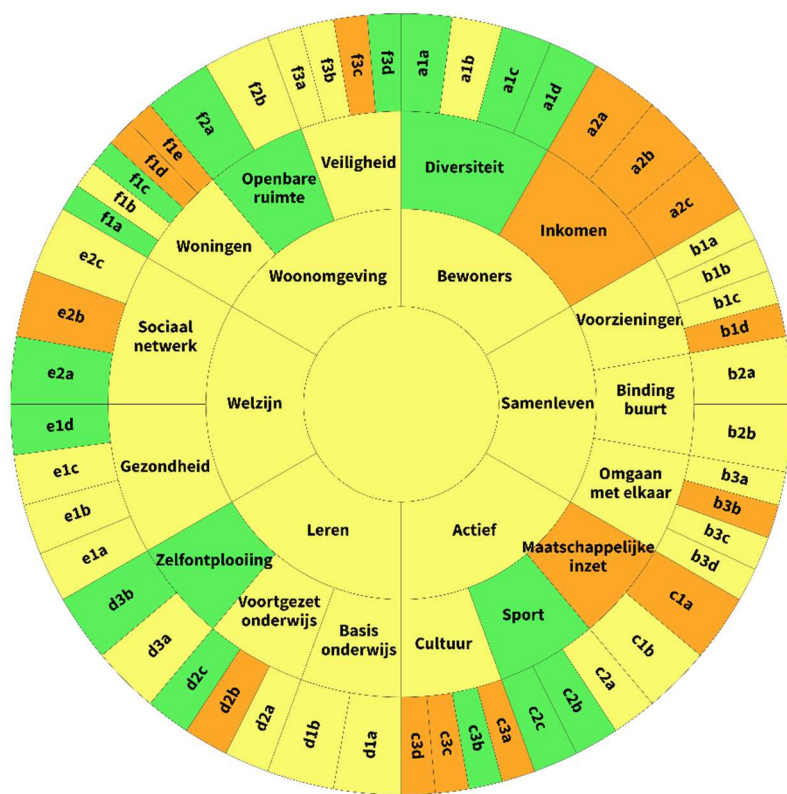 a1a
a1b
a1c
a1d
a2a
a2b
a2c
b1a
b1b
b1c
b1d
b2a
b2b
b3a
b3b
b3c
b3d
c1a
c1b
c2a
c2b
c2c
c3a
c3b
c3c
c3d
d1a
d1b
d2a
d2b
d2c
d3a
d3b
e1a
e1b
e1c
e1d
e2a
e2b
e2c
f1a
f1b
f1c
f1d
f1e
f2a
f2b
f3a
f3b
f3c
f3d
Diversiteit
Inkomen
Voorzieningen
Binding
buurt
Omgaan
met elkaar
Maatschappelijke
inzet
Sport
Cultuur
Basis
onderwijs
Voortgezet
onderwijs
Zelfontplooiing
Gezondheid
Sociaal
netwerk
Woningen
Openbare
ruimte
Veiligheid
Bewoners
Samenleven
Actief
Leren
Welzijn
Woonomgeving